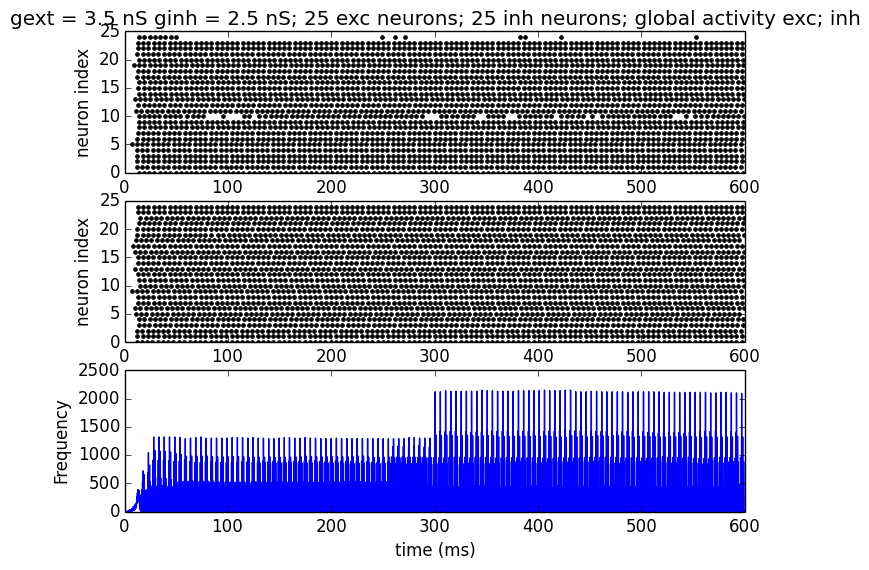 gext = 3.5 nS ginh = 2.5 nS; 25 exc neurons; 25 inh neurons; global activity exc; inh
25
20
15
10
5
0
neuron index
0 100 200 300 400 500 600
25
20
15
10
5
0
neuron index
0 100 200 300 400 500 600
2500
2000
1500
1000
500
0
Frequency
0 100 200 300 400 500 600
time (ms)